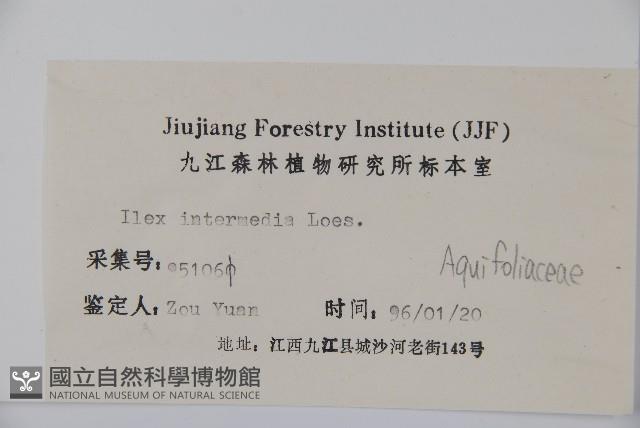 Jiujiang Forestry Institute (JJF)
九江森林植物研究所标本室
Ilex intermedia Loes.
采集号:
Aquifoliaceae
鉴定人: Zou Yuan 时间: 96/01/20
地址: 江西九江县城沙河老街143号
國立自然科學博物館
NATIONAL MUSEUM OF NATURAL SCIENCE